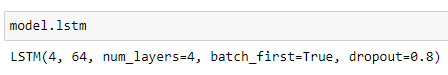 model.lstm
LSTM(4, 64, num_layers=4, batch_first=True, dropout=0.8)